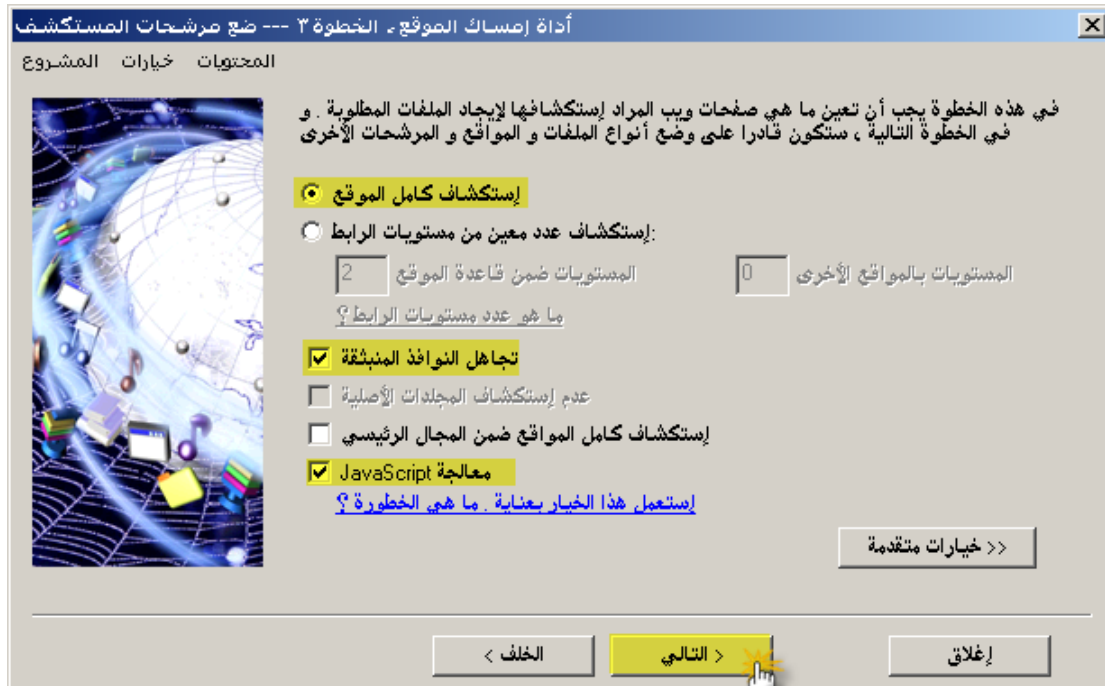 أداة إمساك الموقع - الخطوة ٣ --- ضع مرشحات المستكشف
المحتويات خيارات المشروع
في هذه الخطوة يجب أن تعين ما هي صفحات ويب المراد إستكشافها لإيجاد الملفات المطلوبة . و
في الخطوة التالية ، ستكون قادرا على وضع أنواع الملفات و المواقع و المرشحات الأخرى
إستكشاف كامل الموقع
إستكشاف عدد معين من مستويات الرابط:
2 المستويات ضمن قاعدة الموقع 0 المستويات بالمواقع الأخرى
ما هو عدد مستويات الرابط؟
تجاهل النوافذ المنبثقة
عدم إستكشاف المجلدات الأصلية
إستكشاف كامل المواقع ضمن المجال الرئيسي
معالجة JavaScript
إستعمل هذا الخيار بعناية . ما هي الخطورة ؟
<< خيارات متقدمة
الخلف > < التالي إغلاق